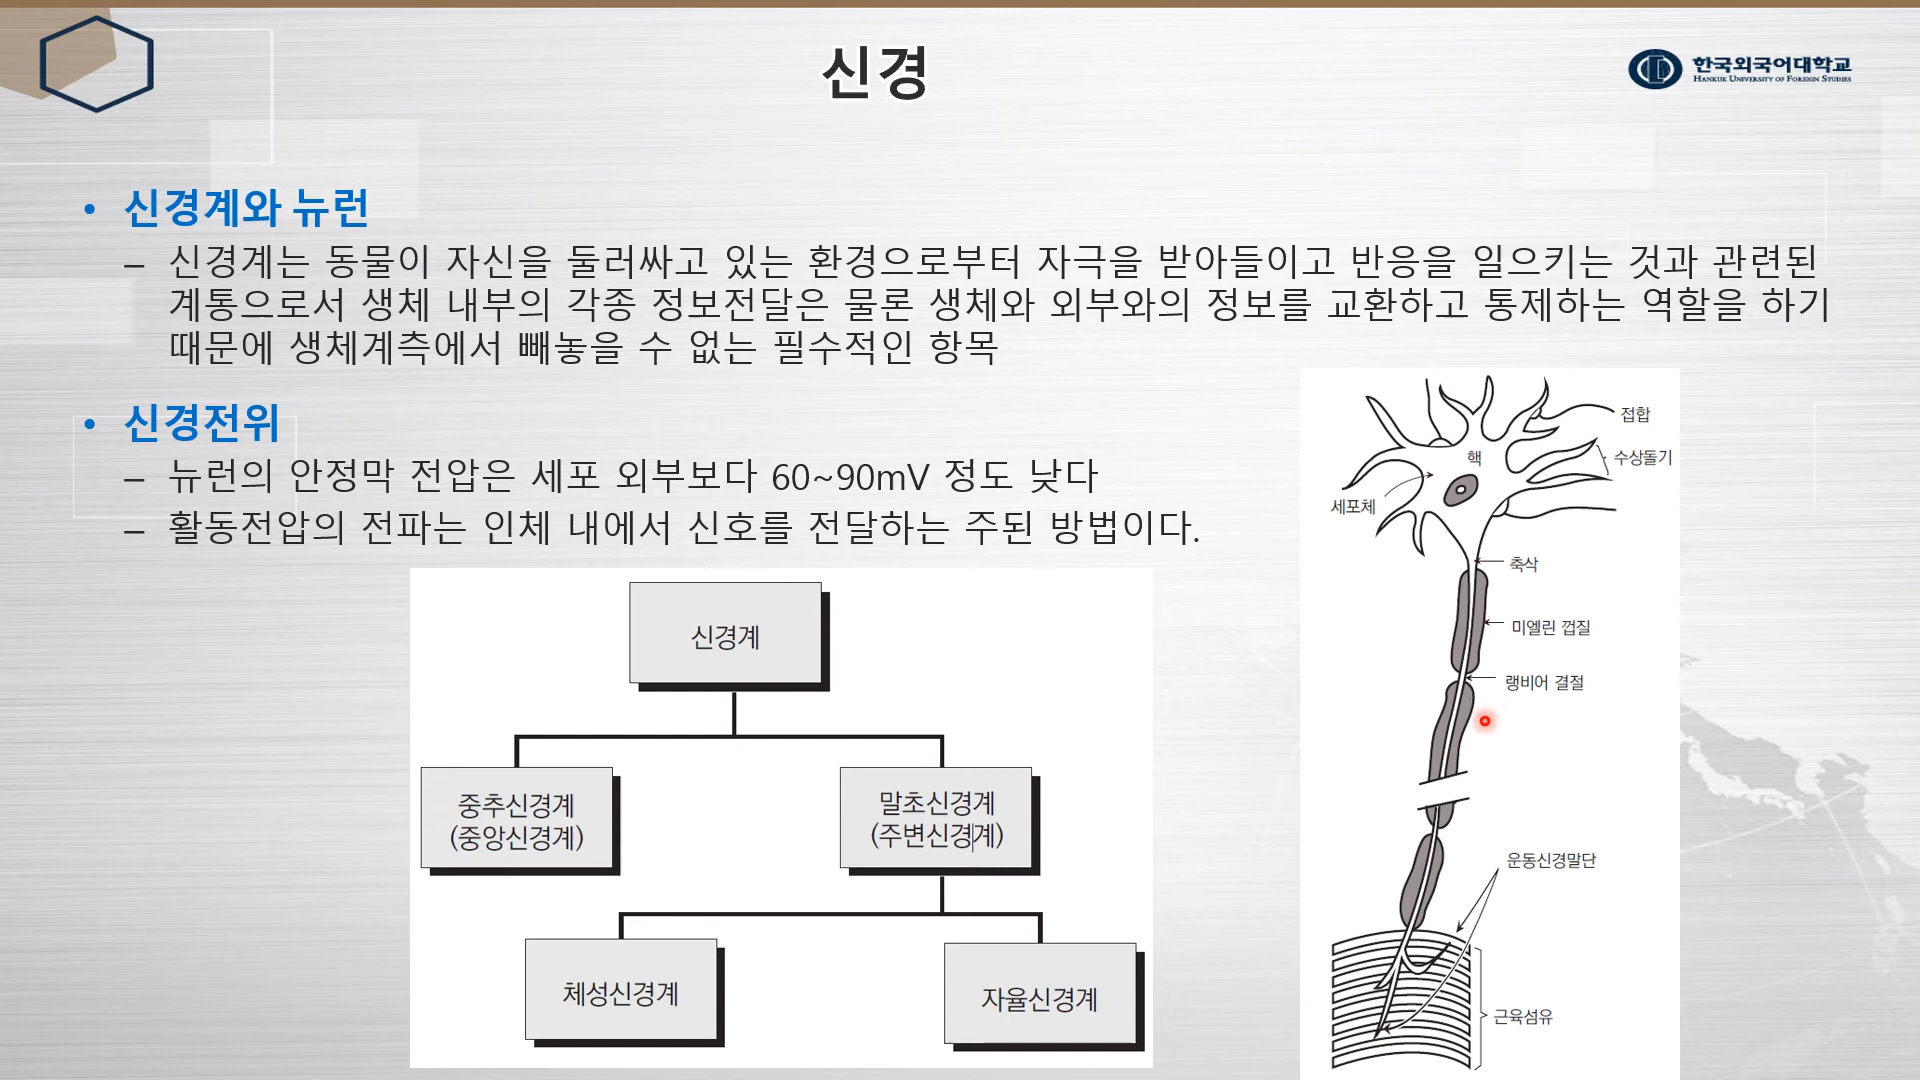 신경
한국외국어대학교
HANKUK UNIVERSITY OF FOREIGN STUDIES
• 신경계와 뉴런
– 신경계는 동물이 자신을 둘러싸고 있는 환경으로부터 자극을 받아들이고 반응을 일으키는 것과 관련된
계통으로서 생체 내부의 각종 정보전달은 물론 생체와 외부와의 정보를 교환하고 통제하는 역할을 하기
때문에 생체계측에서 빼놓을 수 없는 필수적인 항목
• 신경전위
– 뉴런의 안정막 전압은 세포 외부보다 60~90mV 정도 낮다
– 활동전압의 전파는 인체 내에서 신호를 전달하는 주된 방법이다.
신경계
중추신경계
(중앙신경계)
말초신경계
(주변신경계)
체성신경계
자율신경계
접합
핵
수상돌기
세포체
축삭
미엘린 껍질
랭비어 결절
운동신경말단
근육섬유